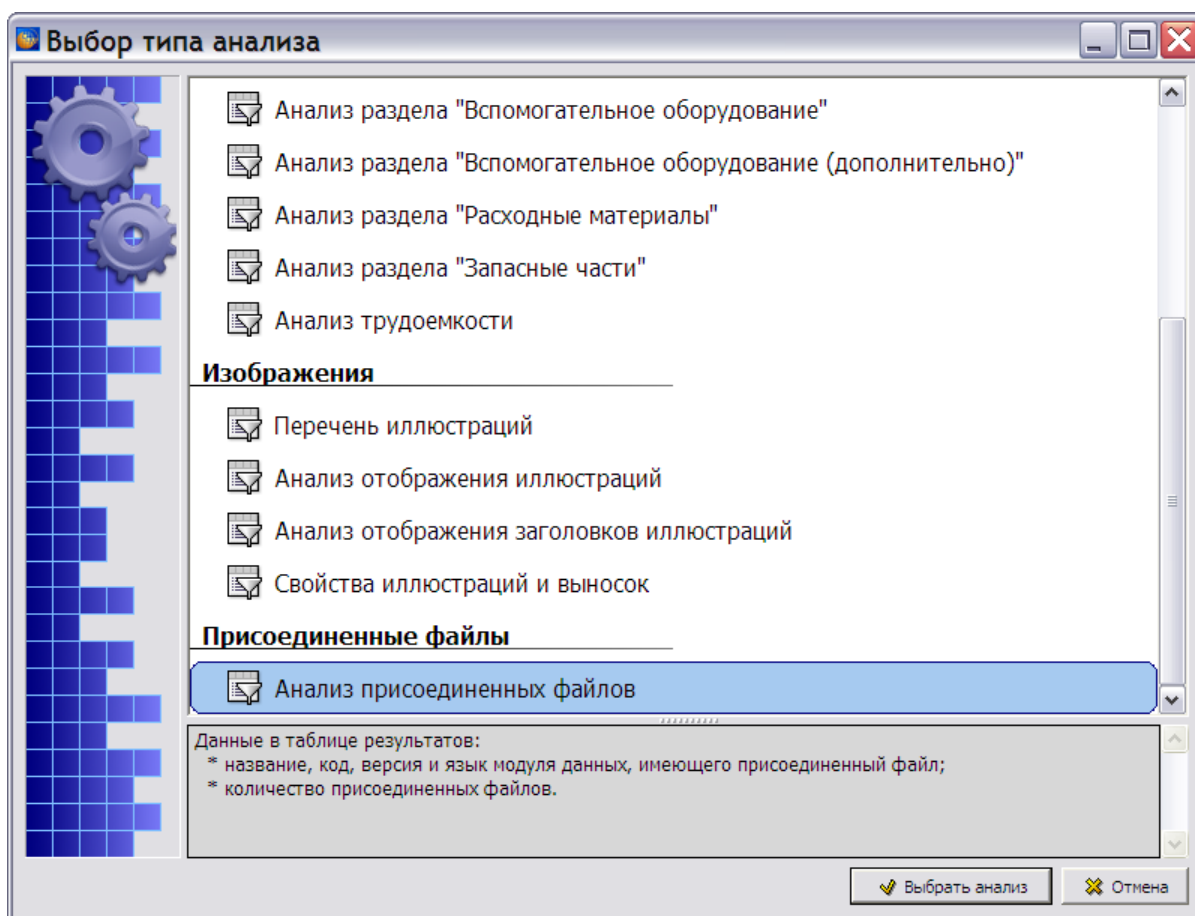 Выбор типа анализа
Анализ раздела "Вспомогательное оборудование"
Анализ раздела "Вспомогательное оборудование (дополнительно)"
Анализ раздела "Расходные материалы"
Анализ раздела "Запасные части"
Анализ трудоемкости
Изображения
Перечень иллюстраций
Анализ отображения иллюстраций
Анализ отображения заголовков иллюстраций
Свойства иллюстраций и выносок
Присоединенные файлы
Анализ присоединенных файлов
Данные в таблице результатов:
* название, код, версия и язык модуля данных, имеющего присоединенный файл;
* количество присоединенных файлов.
Выбрать анализ
Отмена